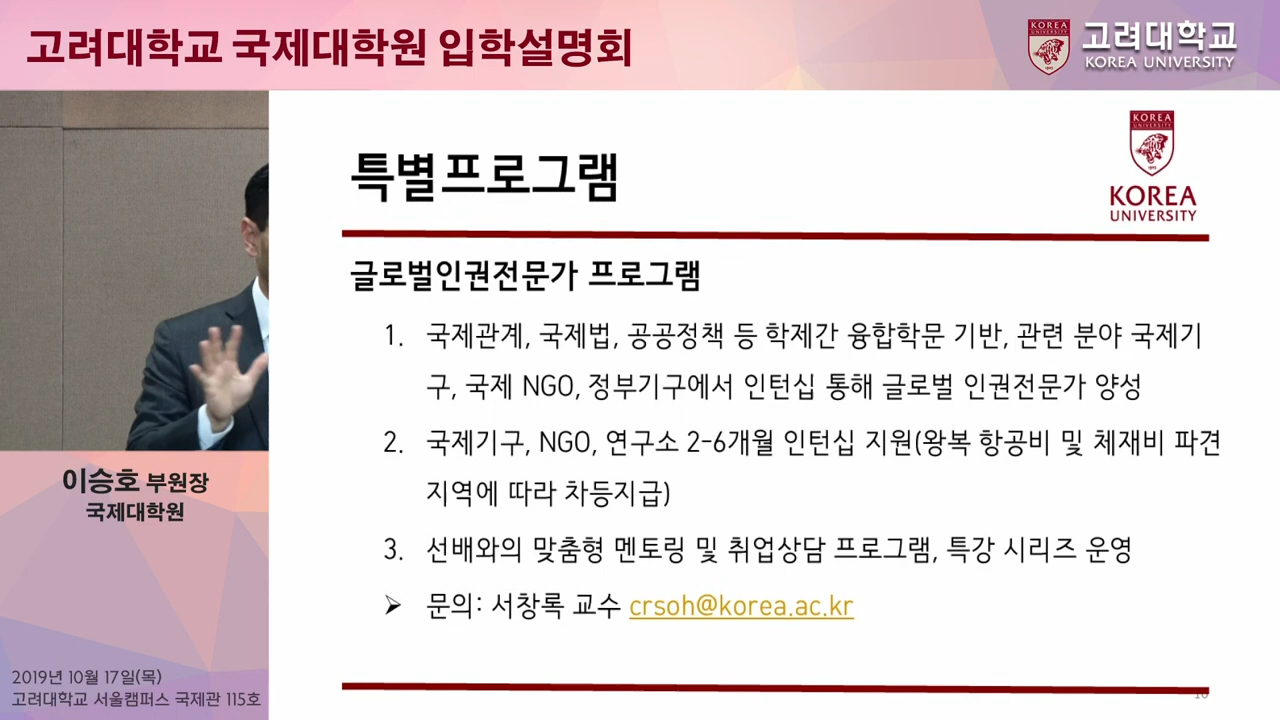 고려대학교 국제대학원 입학설명회
KOREA
UNIVERSITY
고려대학교
KOREA UNIVERSITY
특별프로그램
KOREA
UNIVERSITY
KOREA
UNIVERSITY
글로벌인권전문가 프로그램
1. 국제관계, 국제법, 공공정책 등 학제간 융합학문 기반, 관련 분야 국제기
구, 국제 NGO, 정부기구에서 인턴십 통해 글로벌 인권전문가 양성
2. 국제기구, NGO, 연구소 2-6개월 인턴십 지원(왕복 항공비 및 체재비 파견
지역에 따라 차등지급)
3. 선배와의 맞춤형 멘토링 및 취업상담 프로그램, 특강 시리즈 운영
➢ 문의: 서창록 교수 crsoh@korea.ac.kr
이승호 부원장
국제대학원
2019년 10월 17일(목)
고려대학교 서울캠퍼스 국제관 115호